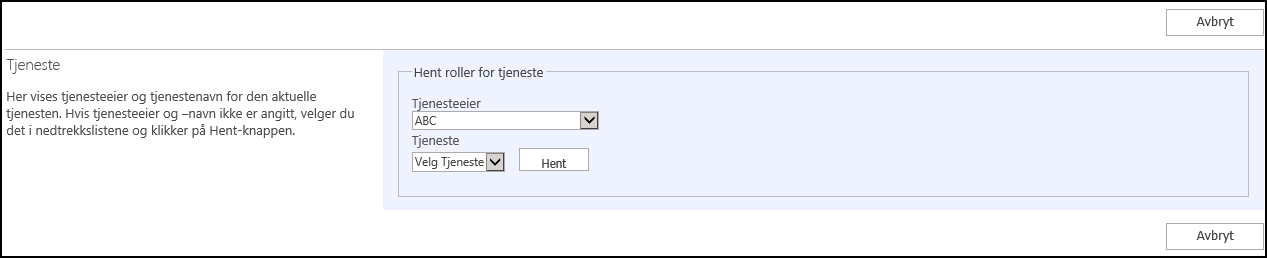 Avbryt
Tjeneste
Her vises tjenesteeier og tjenestenavn for den aktuelle
tjenesten. Hvis tjenesteeier og –navn ikke er angitt, velger du
det i nedtrekkslistene og klikker på Hent-knappen.
Hent roller for tjeneste
Tjenesteeier
ABC
Tjeneste
Velg Tjeneste
Hent
Avbryt